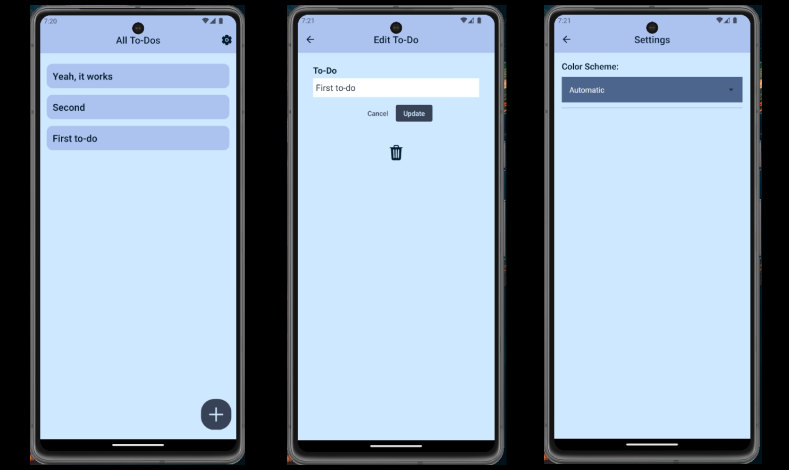 7:20
All To-Dos
Yeah, it works
Second
First to-do
7:21
Edit To-Do
To-Do
First to-do
Cancel
Update
7:21
Settings
Color Scheme:
Automatic